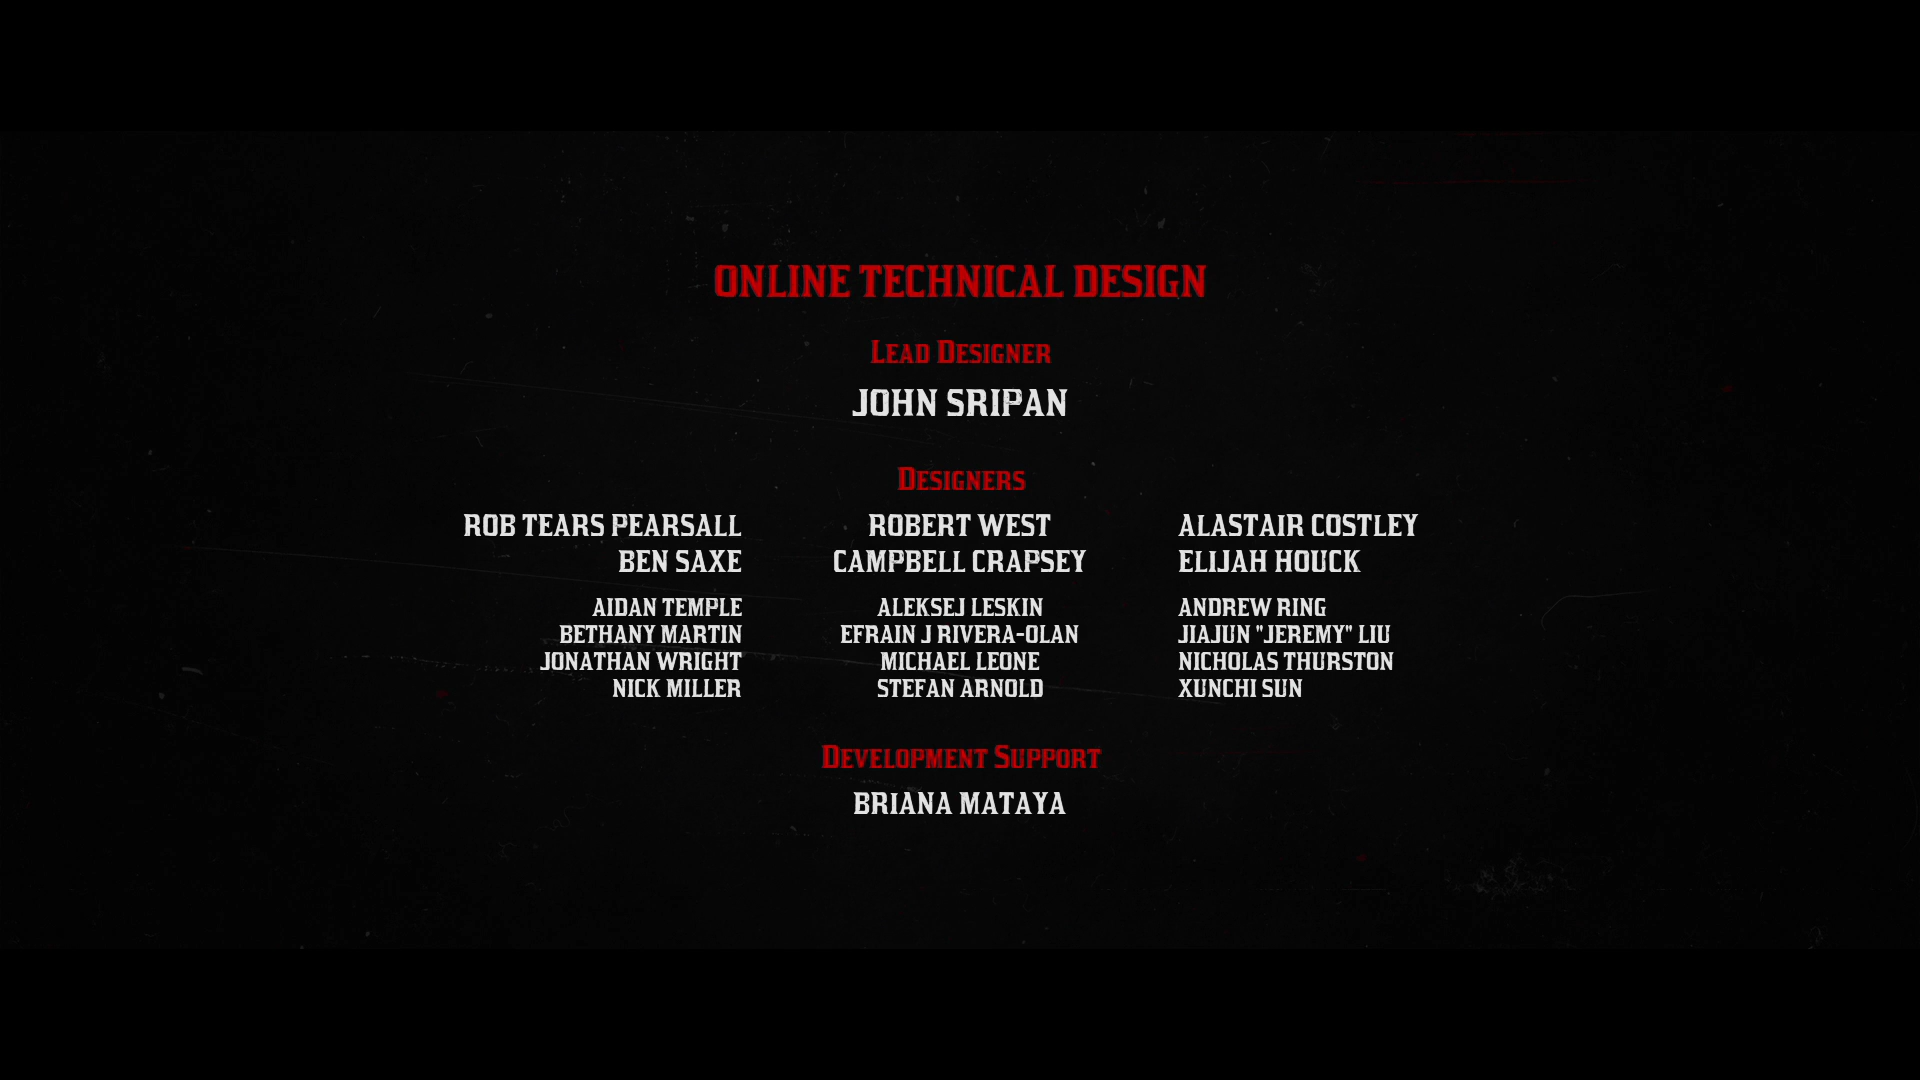 ONLINE TECHNICAL DESIGN
LEAD DESIGNER
JOHN SRIPAN
DESIGNERS
ROB TEARS PEARSALL ROBERT WEST ALASTAIR COSTLEY
BEN SAXE CAMPBELL CRAPSEY ELIJAH HOUCK
AIDAN TEMPLE ALEKSEJ LESKIN ANDREW RING
BETHANY MARTIN EFRAIN J RIVERA-OLAN JIAJUN "JEREMY" LIU
JONATHAN WRIGHT MICHAEL LEONE NICHOLAS THURSTON
NICK MILLER STEFAN ARNOLD XUNCHI SUN
DEVELOPMENT SUPPORT
BRIANA MATAYA